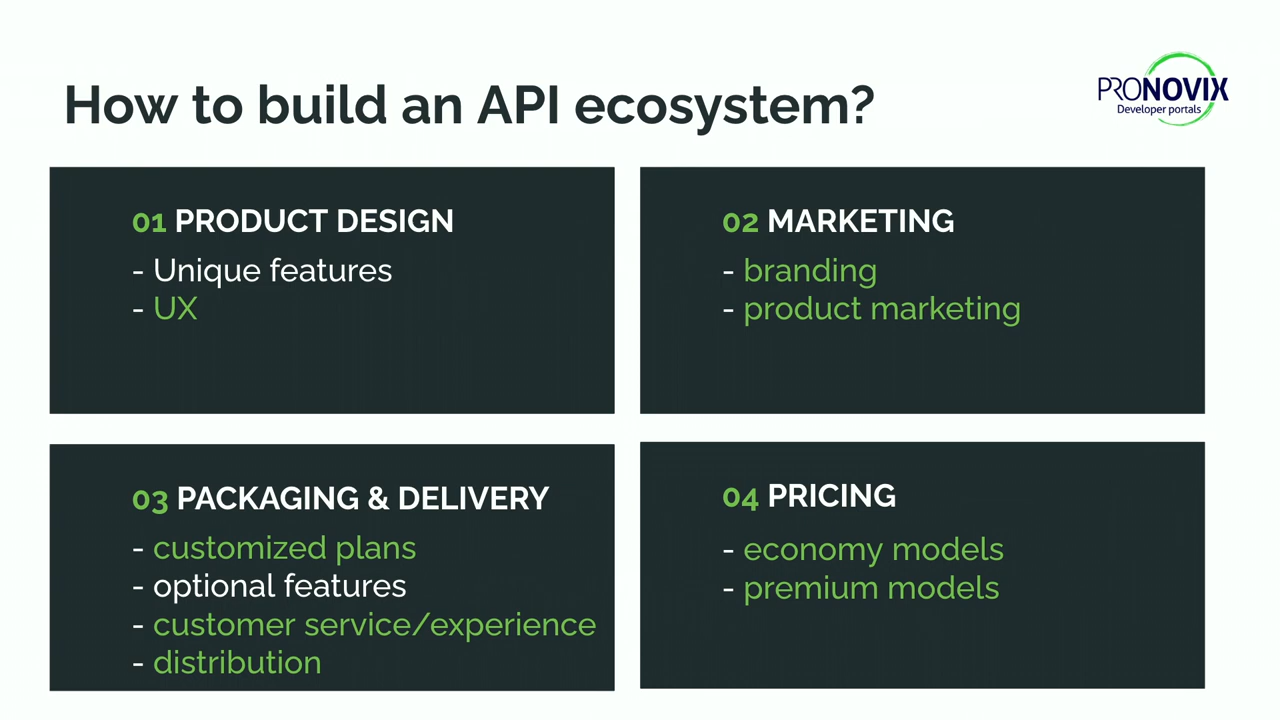 How to build an API ecosystem?
PRONOVIX
Developer portals
01 PRODUCT DESIGN
- Unique features
- UX
02 MARKETING
- branding
- product marketing
03 PACKAGING & DELIVERY
- customized plans
- optional features
- customer service/experience
- distribution
04 PRICING
- economy models
- premium models